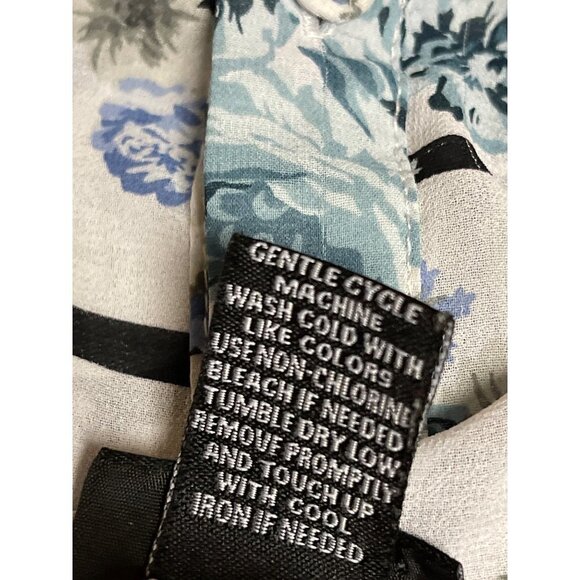 GENTLE CYCLE
MACHINE
WASH COLD WITH
LIKE COLORS
USE NON-CHLORINE
BLEACH IF NEEDED
TUMBLE DRY LOW
REMOVE PROMPTLY
AND TOUCH UP
WITH COOL
IRON IF NEEDED